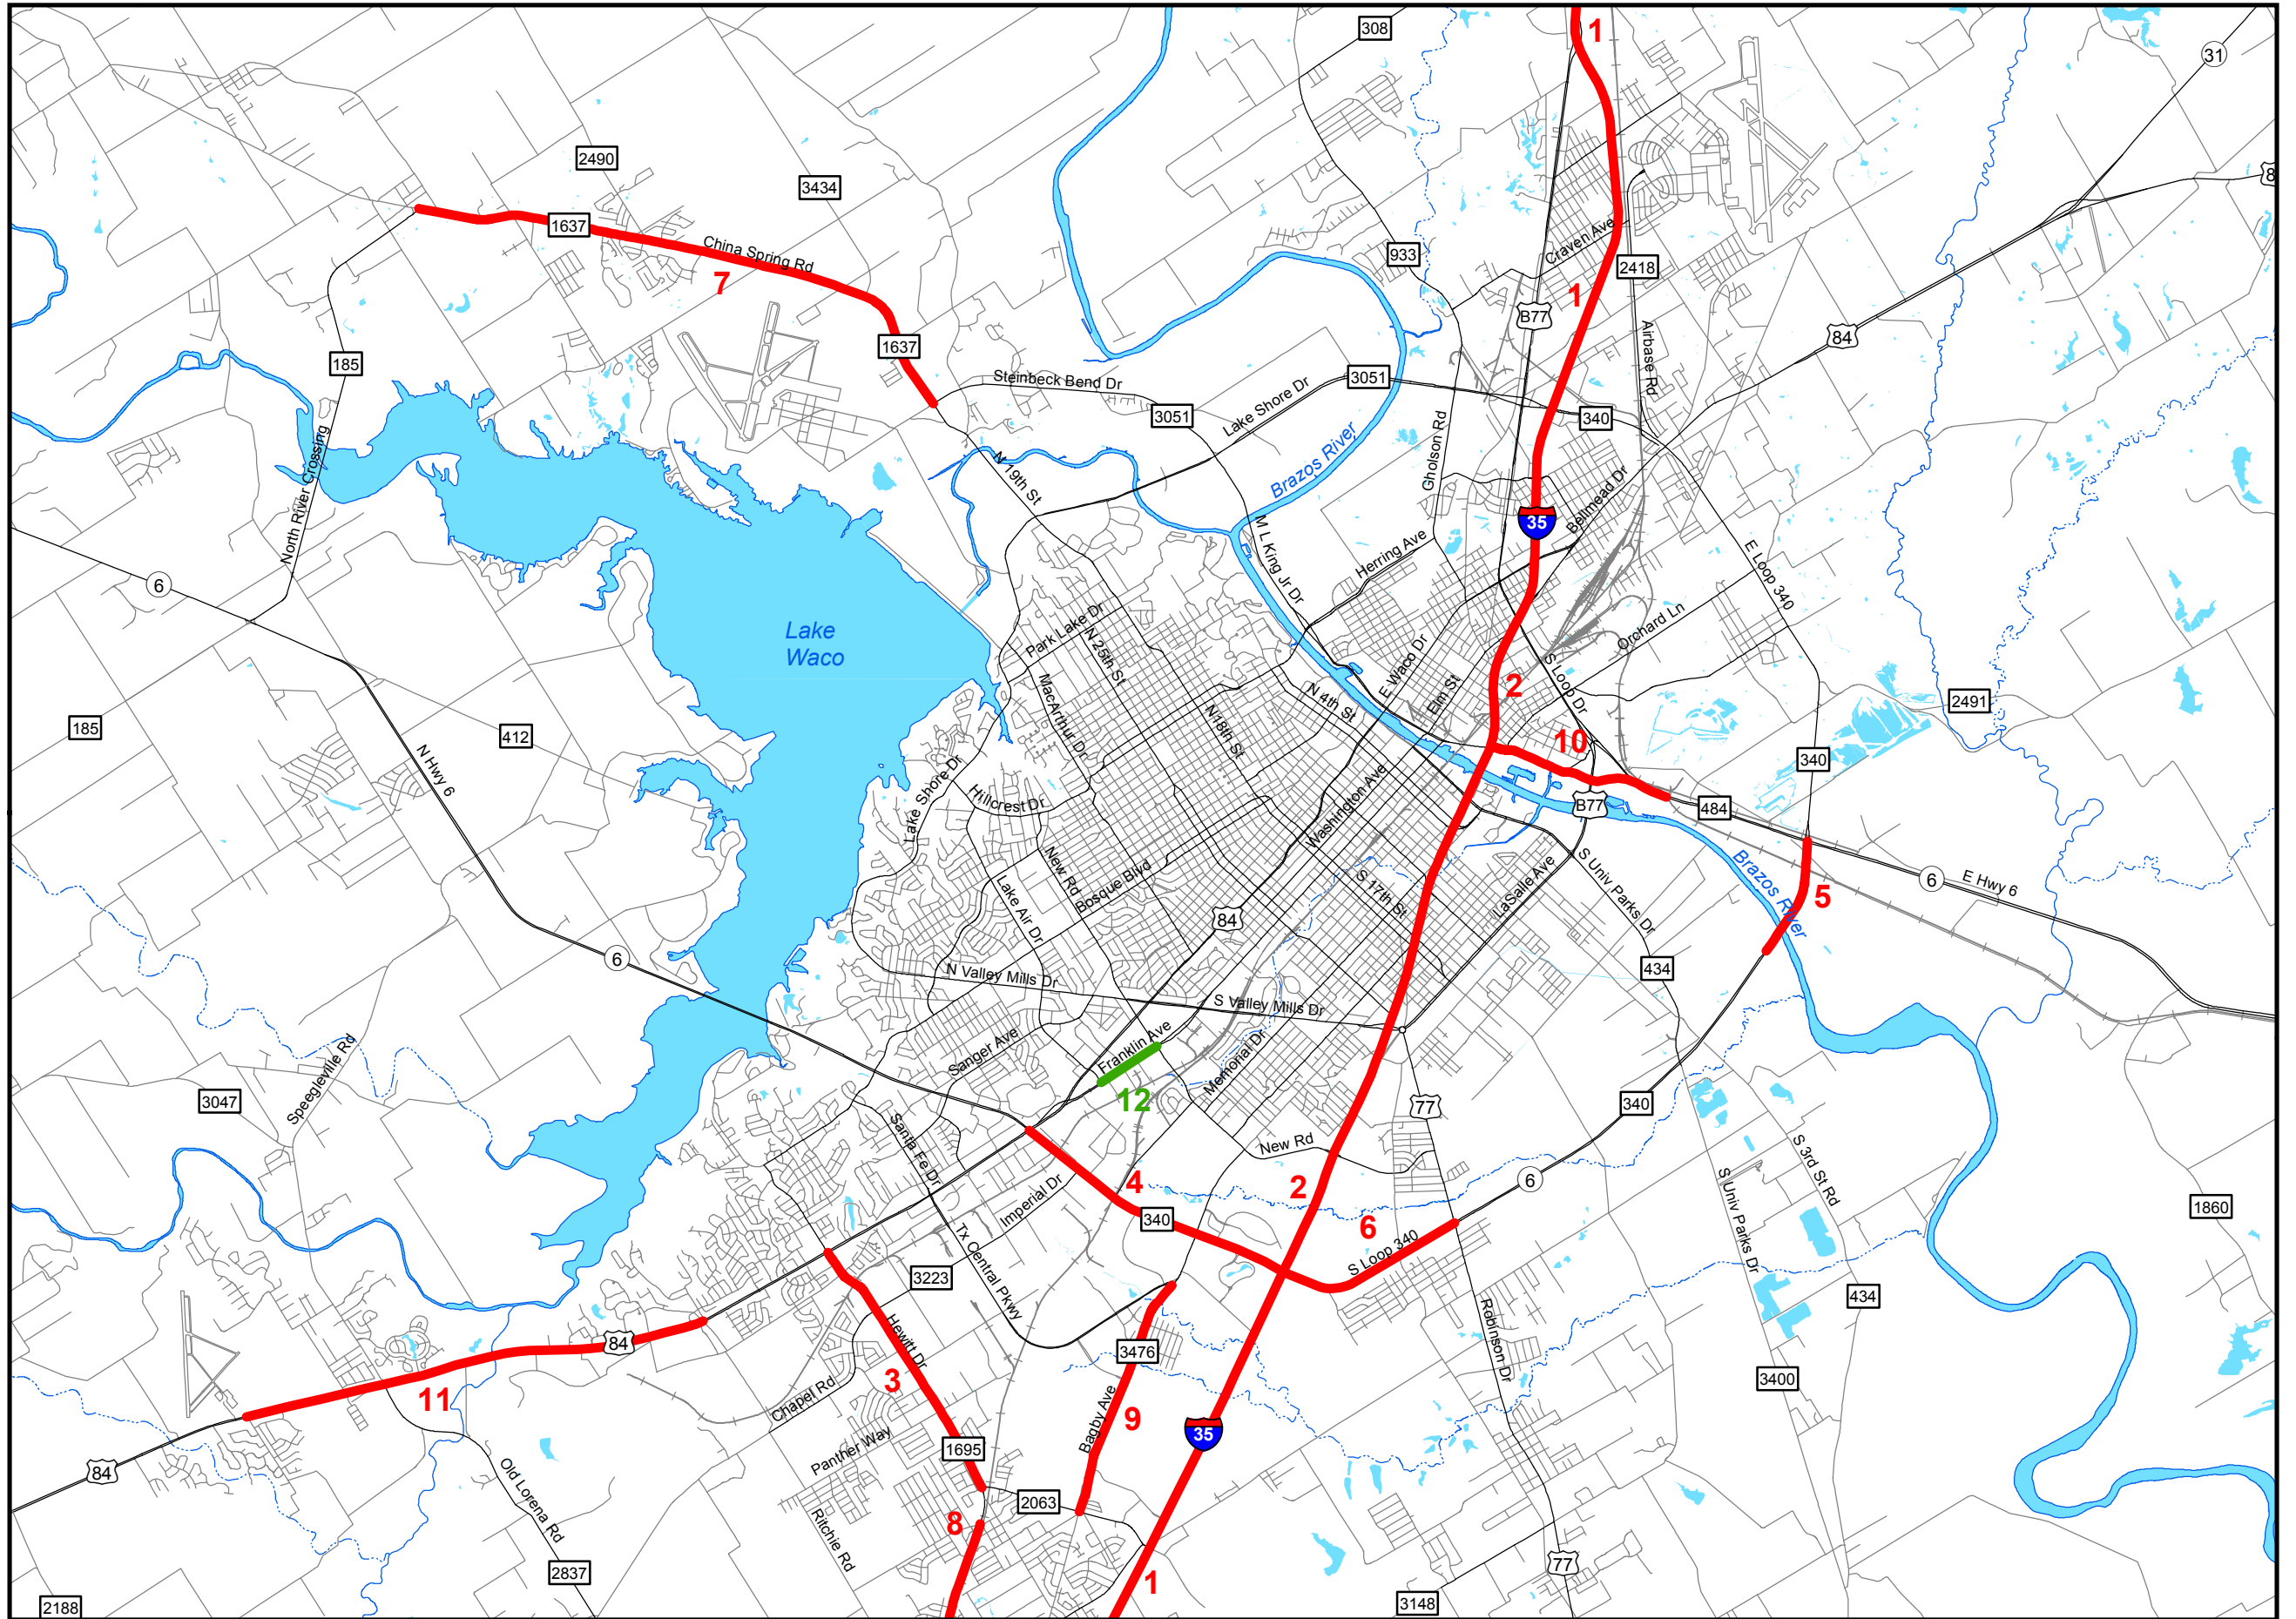 308
1
31
2490
3434
8
1637
China Spring Rd
7
933
Craven Ave
2418
1
B77
84
1637
185
Airbase Rd
Steinbeck Bend Dr
3051
Lake Shore Dr
3051
340
Gholson Rd
North River Crossing
N 19th St
Brazos River
Bellmead Dr
35
M L King Jr Dr
Herring Ave
E Loop 340
6
Lake
Waco
Park Lake Dr
N 25th St
Orchard Ln
E Waco Dr
S Loop Dr
2
Elm St
N 4th St
MacArthur Dr
N18th St
2491
185
412
10
340
N Hwy 6
Lake Shore Dr
Hillcrest Dr
Washington Ave
B77
484
New Rd
Bosque Blvd
Lake Air Dr
S 17th St
LaSalle Ave
S Univ Parks Dr
Brazos River
5
6
E Hwy 6
84
6
N Valley Mills Dr
S Valley Mills Dr
434
Speegleville Rd
3047
Sanger Ave
Franklin Ave
12
Memorial Dr
77
340
Santa Fe Dr
New Rd
4
2
6
S 3rd St Rd
S Univ Parks Dr
1860
Imperial Dr
340
6
S Loop 340
Tx Central Pkwy
3223
434
84
Hewitt Dr
3476
Robinson Dr
3400
11
3
Chapel Rd
Bagby Ave
9
35
Panther Way
1695
84
Old Lorena Rd
2063
8
Ritchie Rd
77
2837
1
2188
3148